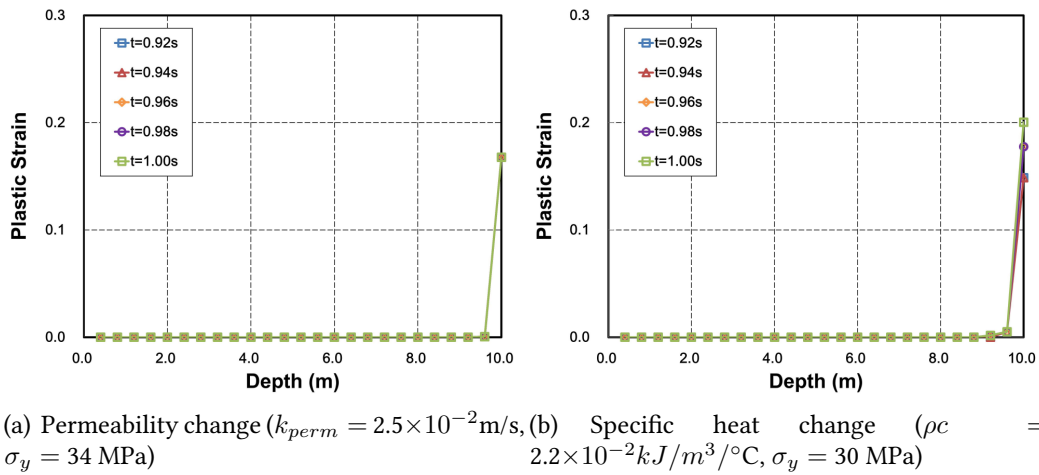 0.3
0.2
0.1
0.0
Plastic Strain
t=0.92s
t=0.94s
t=0.96s
t=0.98s
t=1.00s
0.0 2.0 4.0 6.0 8.0 10.0
Depth (m)
0.3
0.2
0.1
0.0
Plastic Strain
t=0.92s
t=0.94s
t=0.96s
t=0.98s
t=1.00s
0.0 2.0 4.0 6.0 8.0 10.0
Depth (m)
(a) Permeability change (k_perm = 2.5×10⁻²m/s,
σ_y = 34 MPa)
(b) Specific heat change (ρc =
2.2×10⁻²kJ/m³/°C, σ_y = 30 MPa)